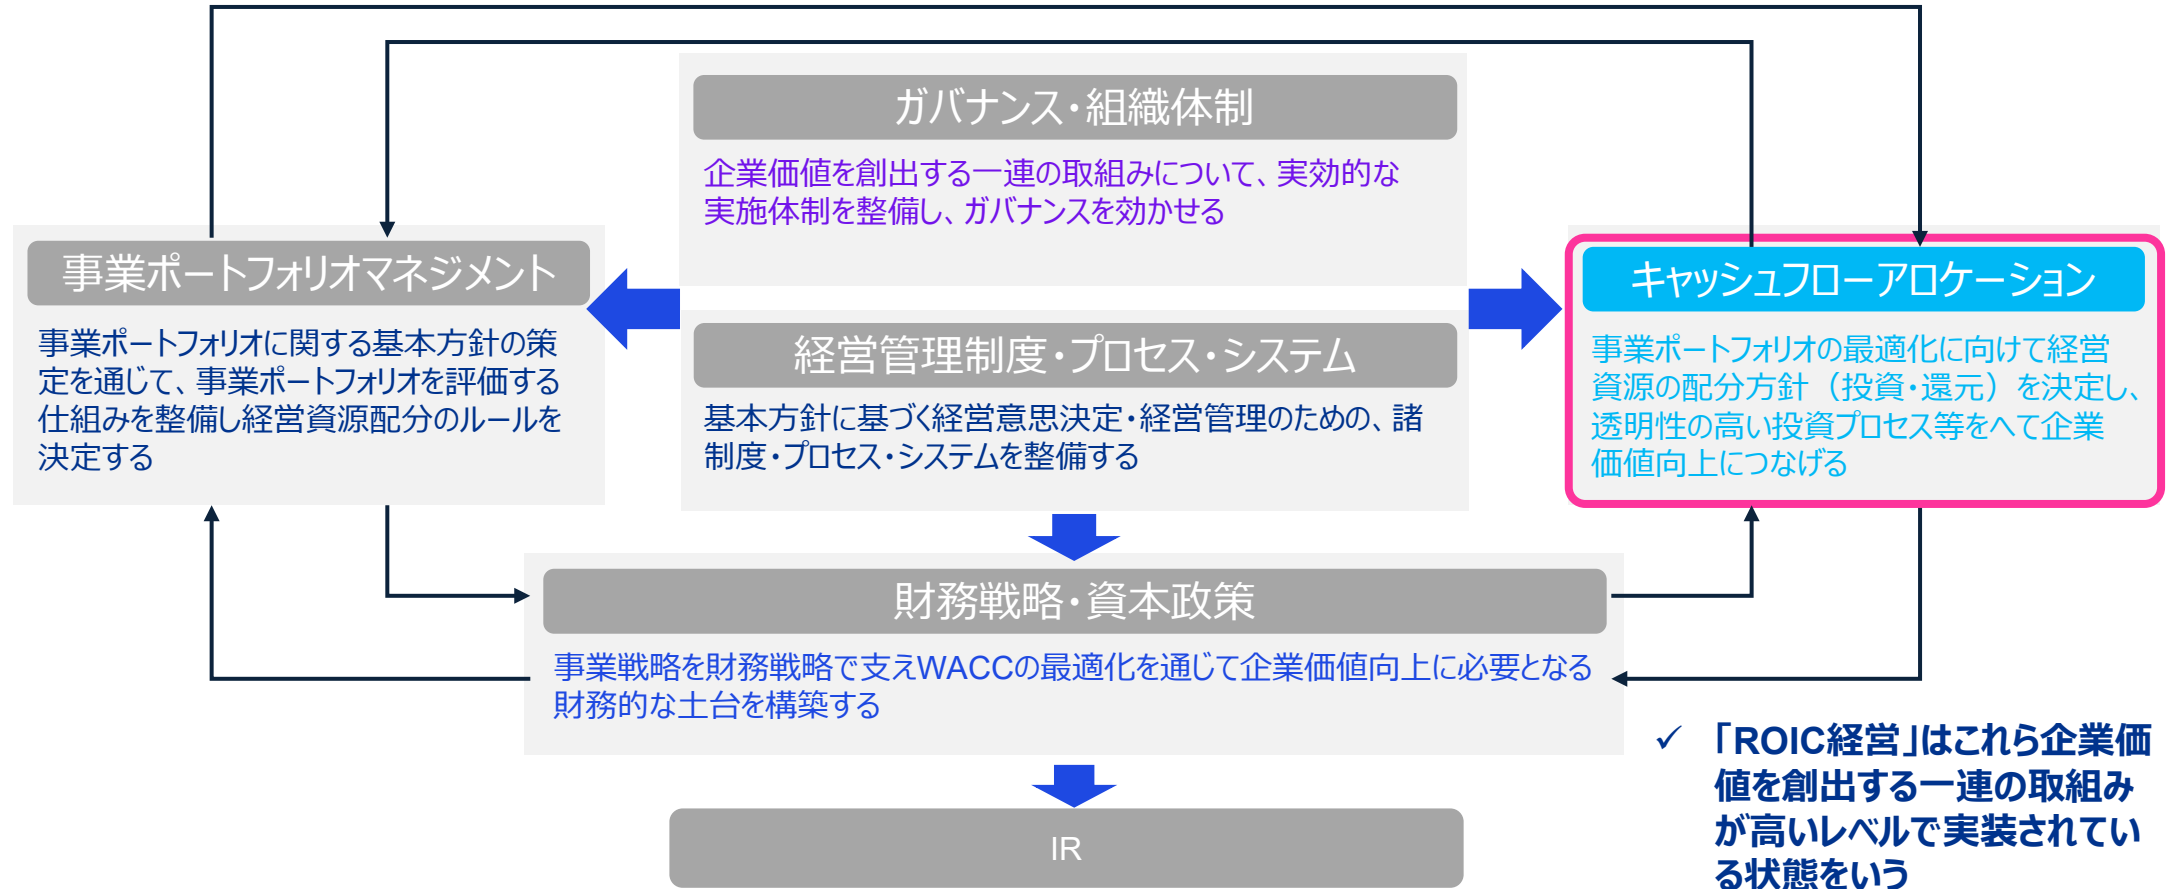 ガバナンス・組織体制
企業価値を創出する一連の取組みについて、実効的な
実施体制を整備し、ガバナンスを効かせる
事業ポートフォリオマネジメント
事業ポートフォリオに関する基本方針の策
定を通じて、事業ポートフォリオを評価する
仕組みを整備し経営資源配分のルールを
決定する
経営管理制度・プロセス・システム
基本方針に基づく経営意思決定・経営管理のための、諸
制度・プロセス・システムを整備する
キャッシュフローアロケーション
事業ポートフォリオの最適化に向けて経営
資源の配分方針（投資・還元）を決定し、
透明性の高い投資プロセス等をへて企業
価値向上につなげる
財務戦略・資本政策
事業戦略を財務戦略で支えWACCの最適化を通じて企業価値向上に必要となる
財務的な土台を構築する
IR
✓ 「ROIC経営」はこれら企業価
値を創出する一連の取組み
が高いレベルで実装されてい
る状態をいう